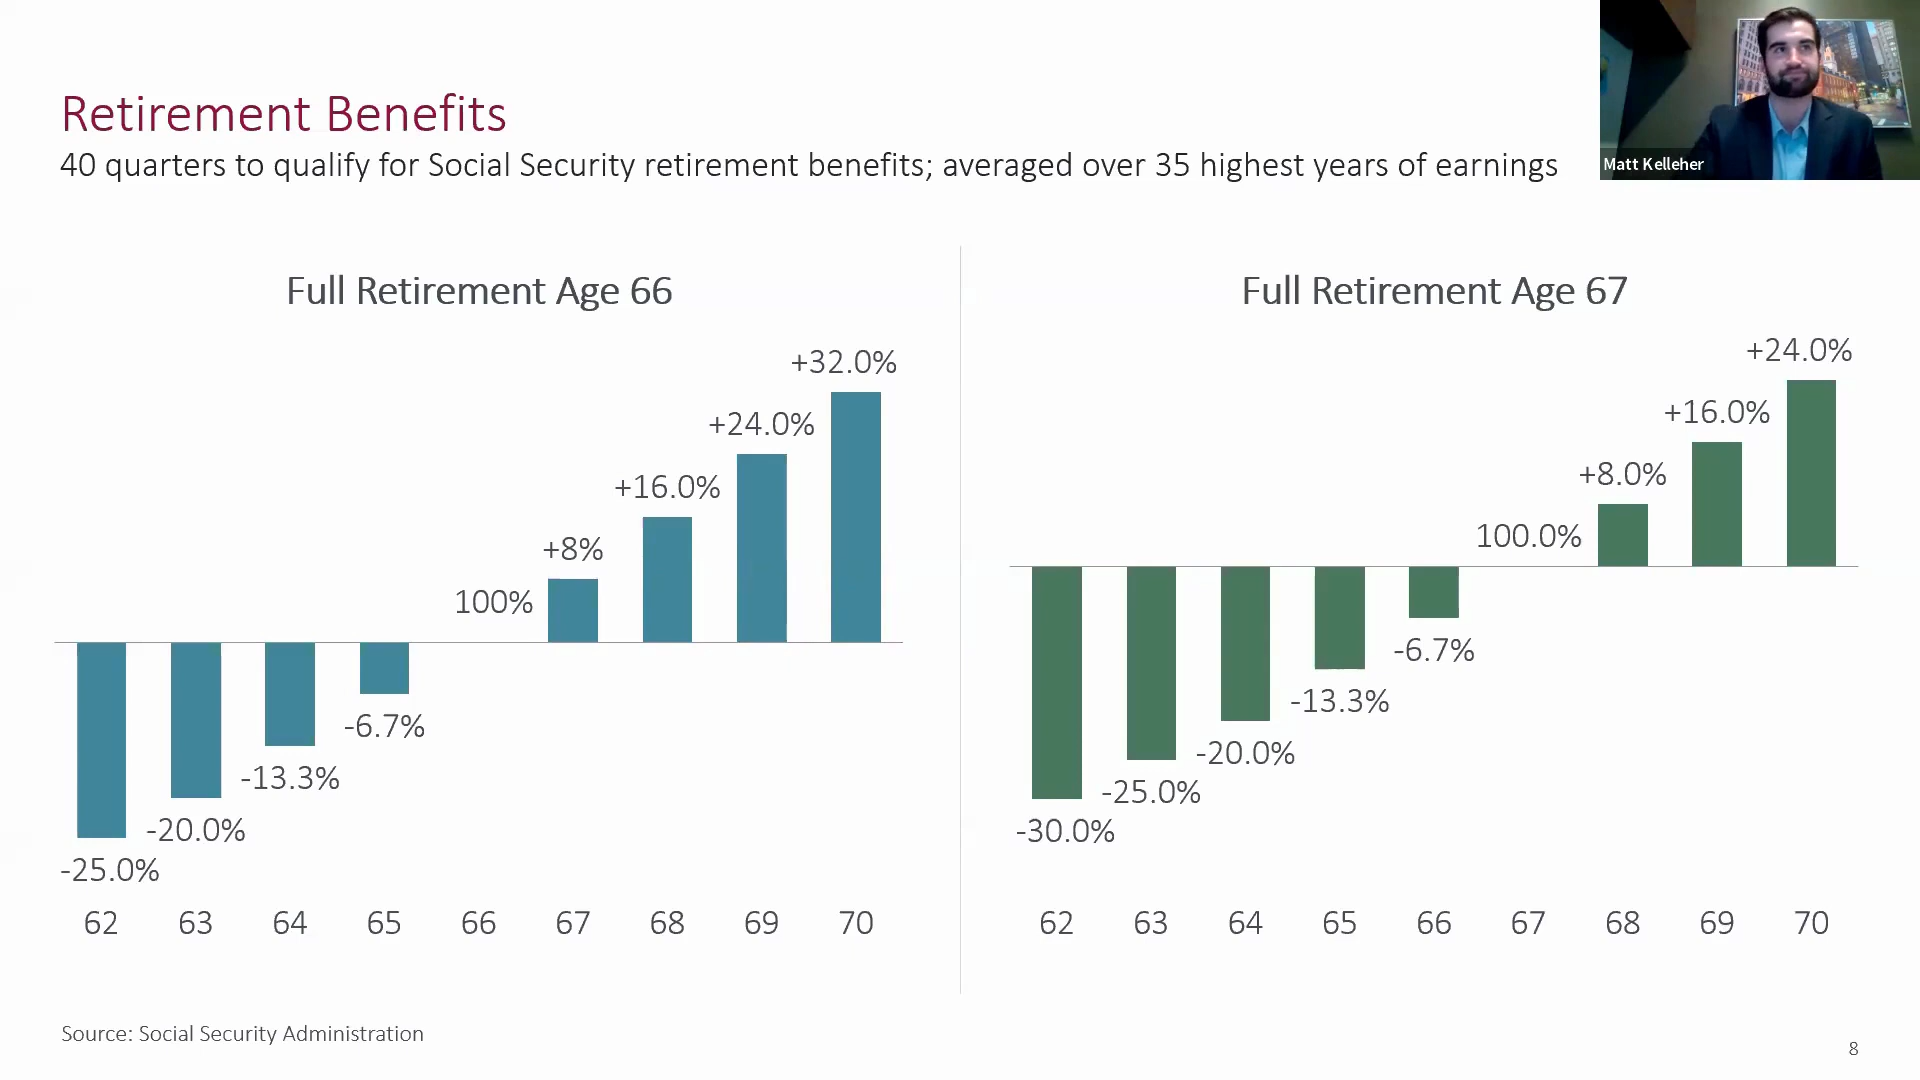 Retirement Benefits
40 quarters to qualify for Social Security retirement benefits; averaged over 35 highest years of earnings
Matt Kelleher
Full Retirement Age 66
+32.0%
+24.0%
+16.0%
+8%
100%
-6.7%
-13.3%
-20.0%
-25.0%
62 63 64 65 66 67 68 69 70
Full Retirement Age 67
+24.0%
+16.0%
+8.0%
100.0%
-6.7%
-13.3%
-20.0%
-25.0%
-30.0%
62 63 64 65 66 67 68 69 70
Source: Social Security Administration
8